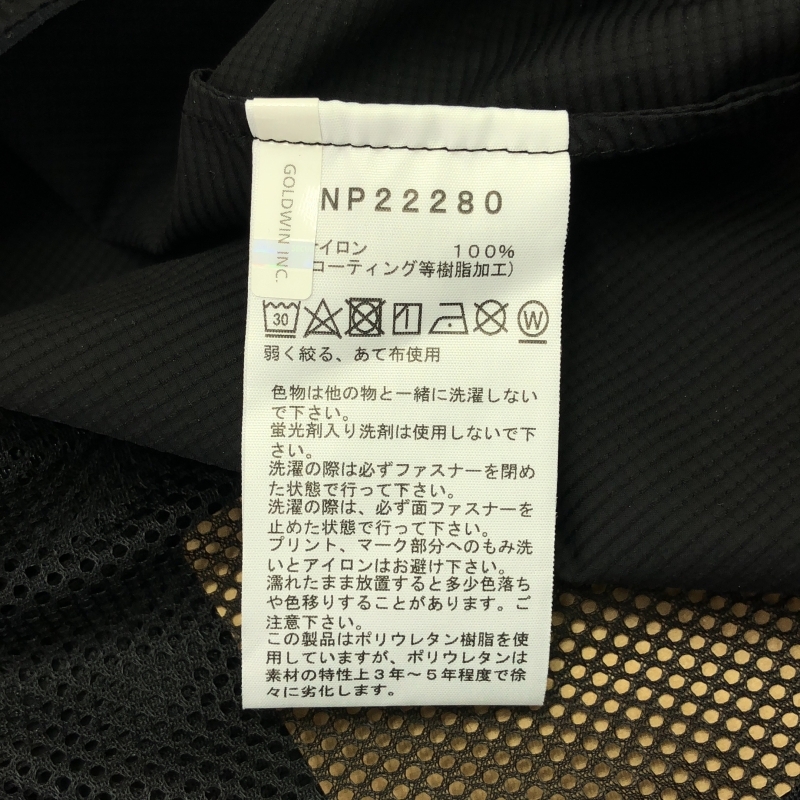 GOLDWIN INC.
NP22280
イロン 100%
コーティング等樹脂加工)
30 W
弱く絞る、あて布使用
色物は他の物と一緒に洗濯しない
で下さい。
蛍光剤入り洗剤は使用しないで下
さい。
洗濯の際は必ずファスナーを閉め
た状態で行って下さい。
洗濯の際は、必ず面ファスナーを
止めた状態で行って下さい。
プリント、マーク部分へのもみ洗
いとアイロンはお避け下さい。
濡れたまま放置すると多少色落ち
や色移りすることがあります。ご
注意下さい。
この製品はポリウレタン樹脂を使
用していますが、ポリウレタンは
素材の特性上3年~5年程度で徐
々に劣化します。